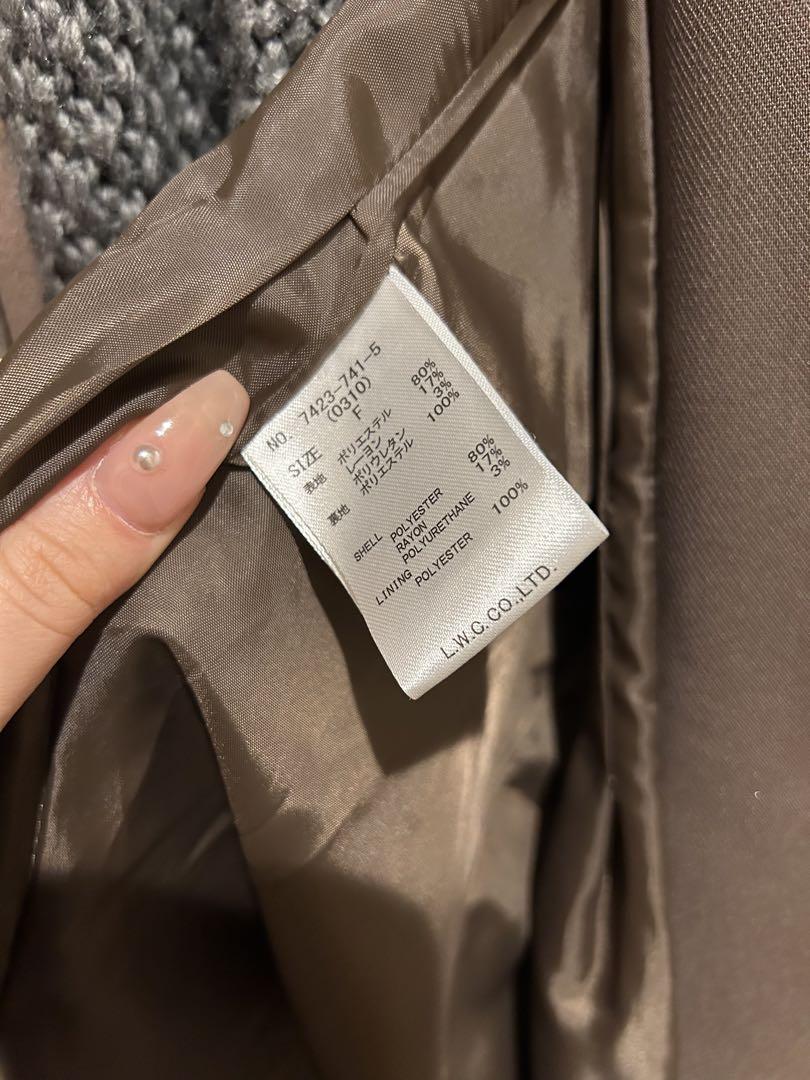 NO. 7423-741-5
(0310)
SIZE F
表地 ポリエステル 80%
レーヨン 17%
ポリウレタン 3%
裏地 ポリエステル 100%
SHELL POLYESTER 80%
RAYON 17%
POLYURETHANE 3%
LINING POLYESTER 100%
L.W.C.CO.,LTD.